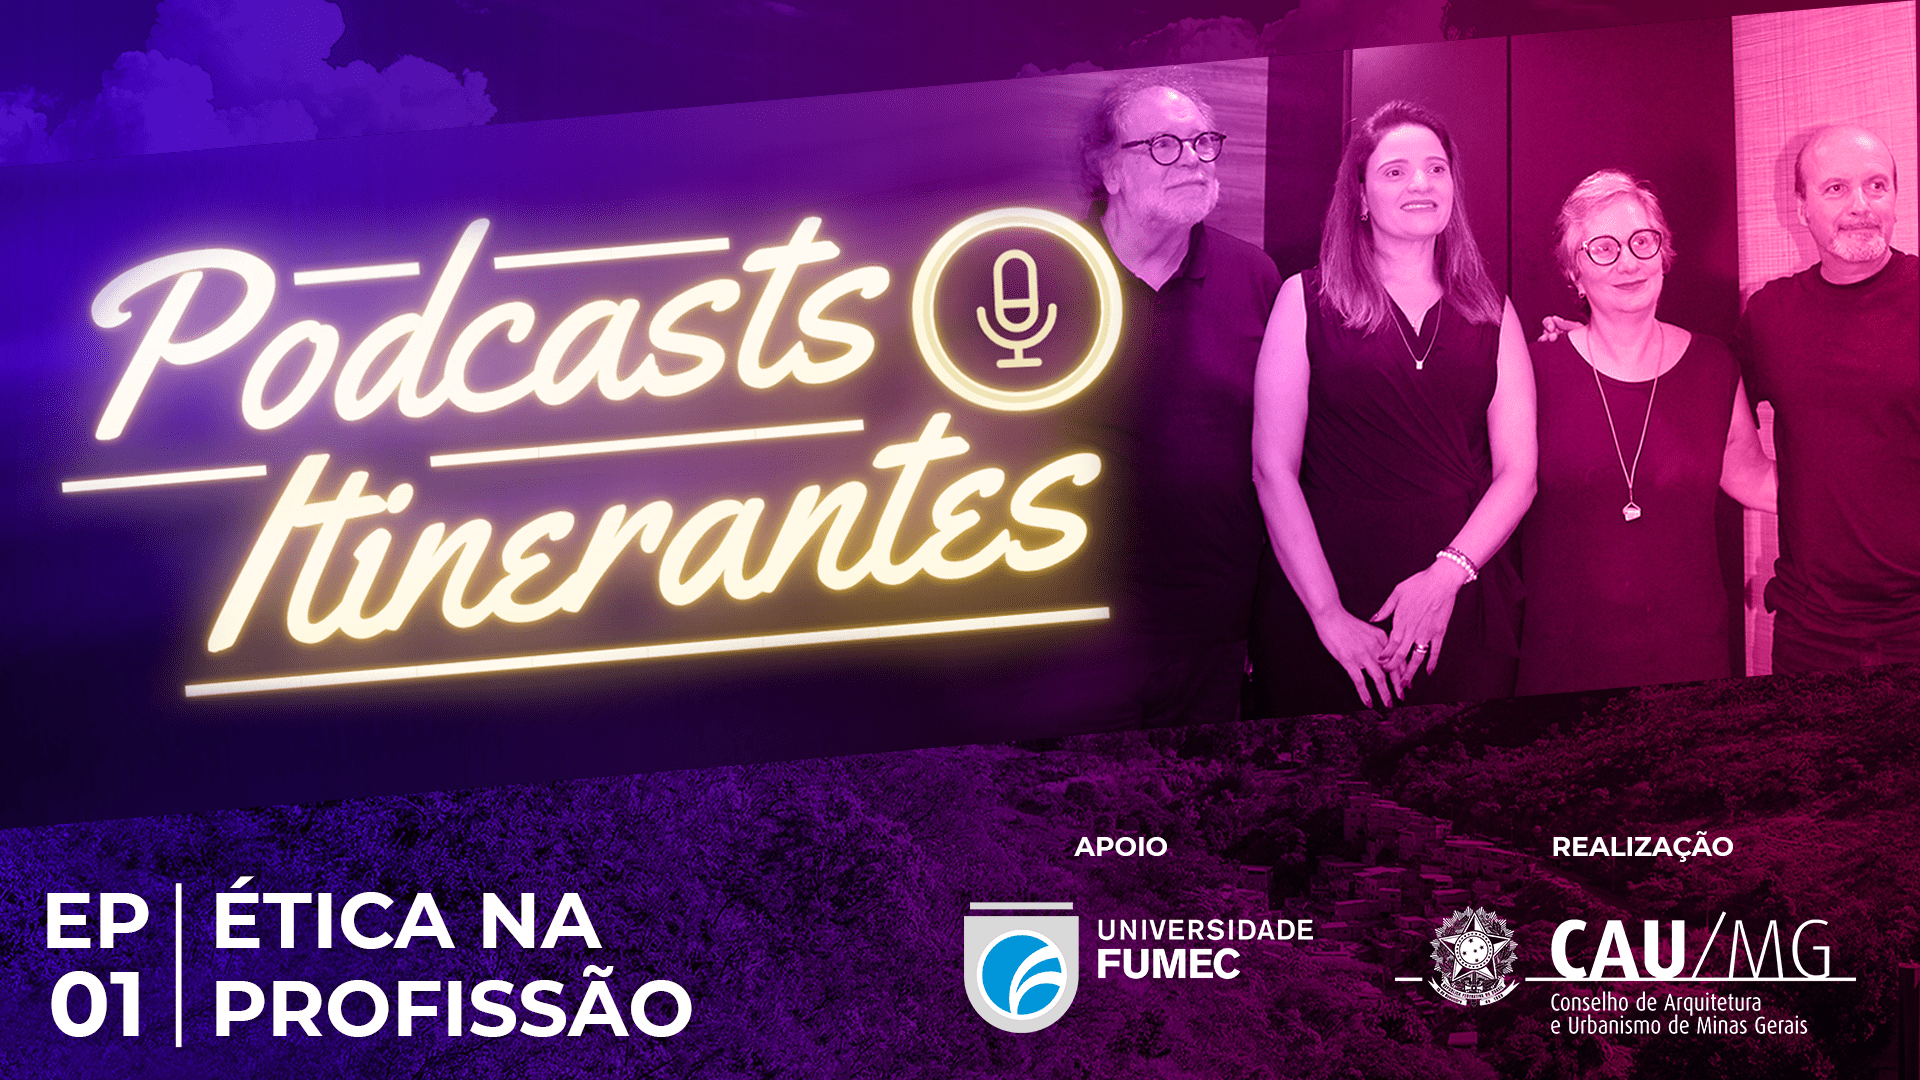 Podcasts
Itinerantes
EP
01
ÉTICA NA
PROFISSÃO
APOIO
UNIVERSIDADE
FUMEC
REALIZAÇÃO
CAU/MG
Conselho de Arquitetura
e Urbanismo de Minas Gerais